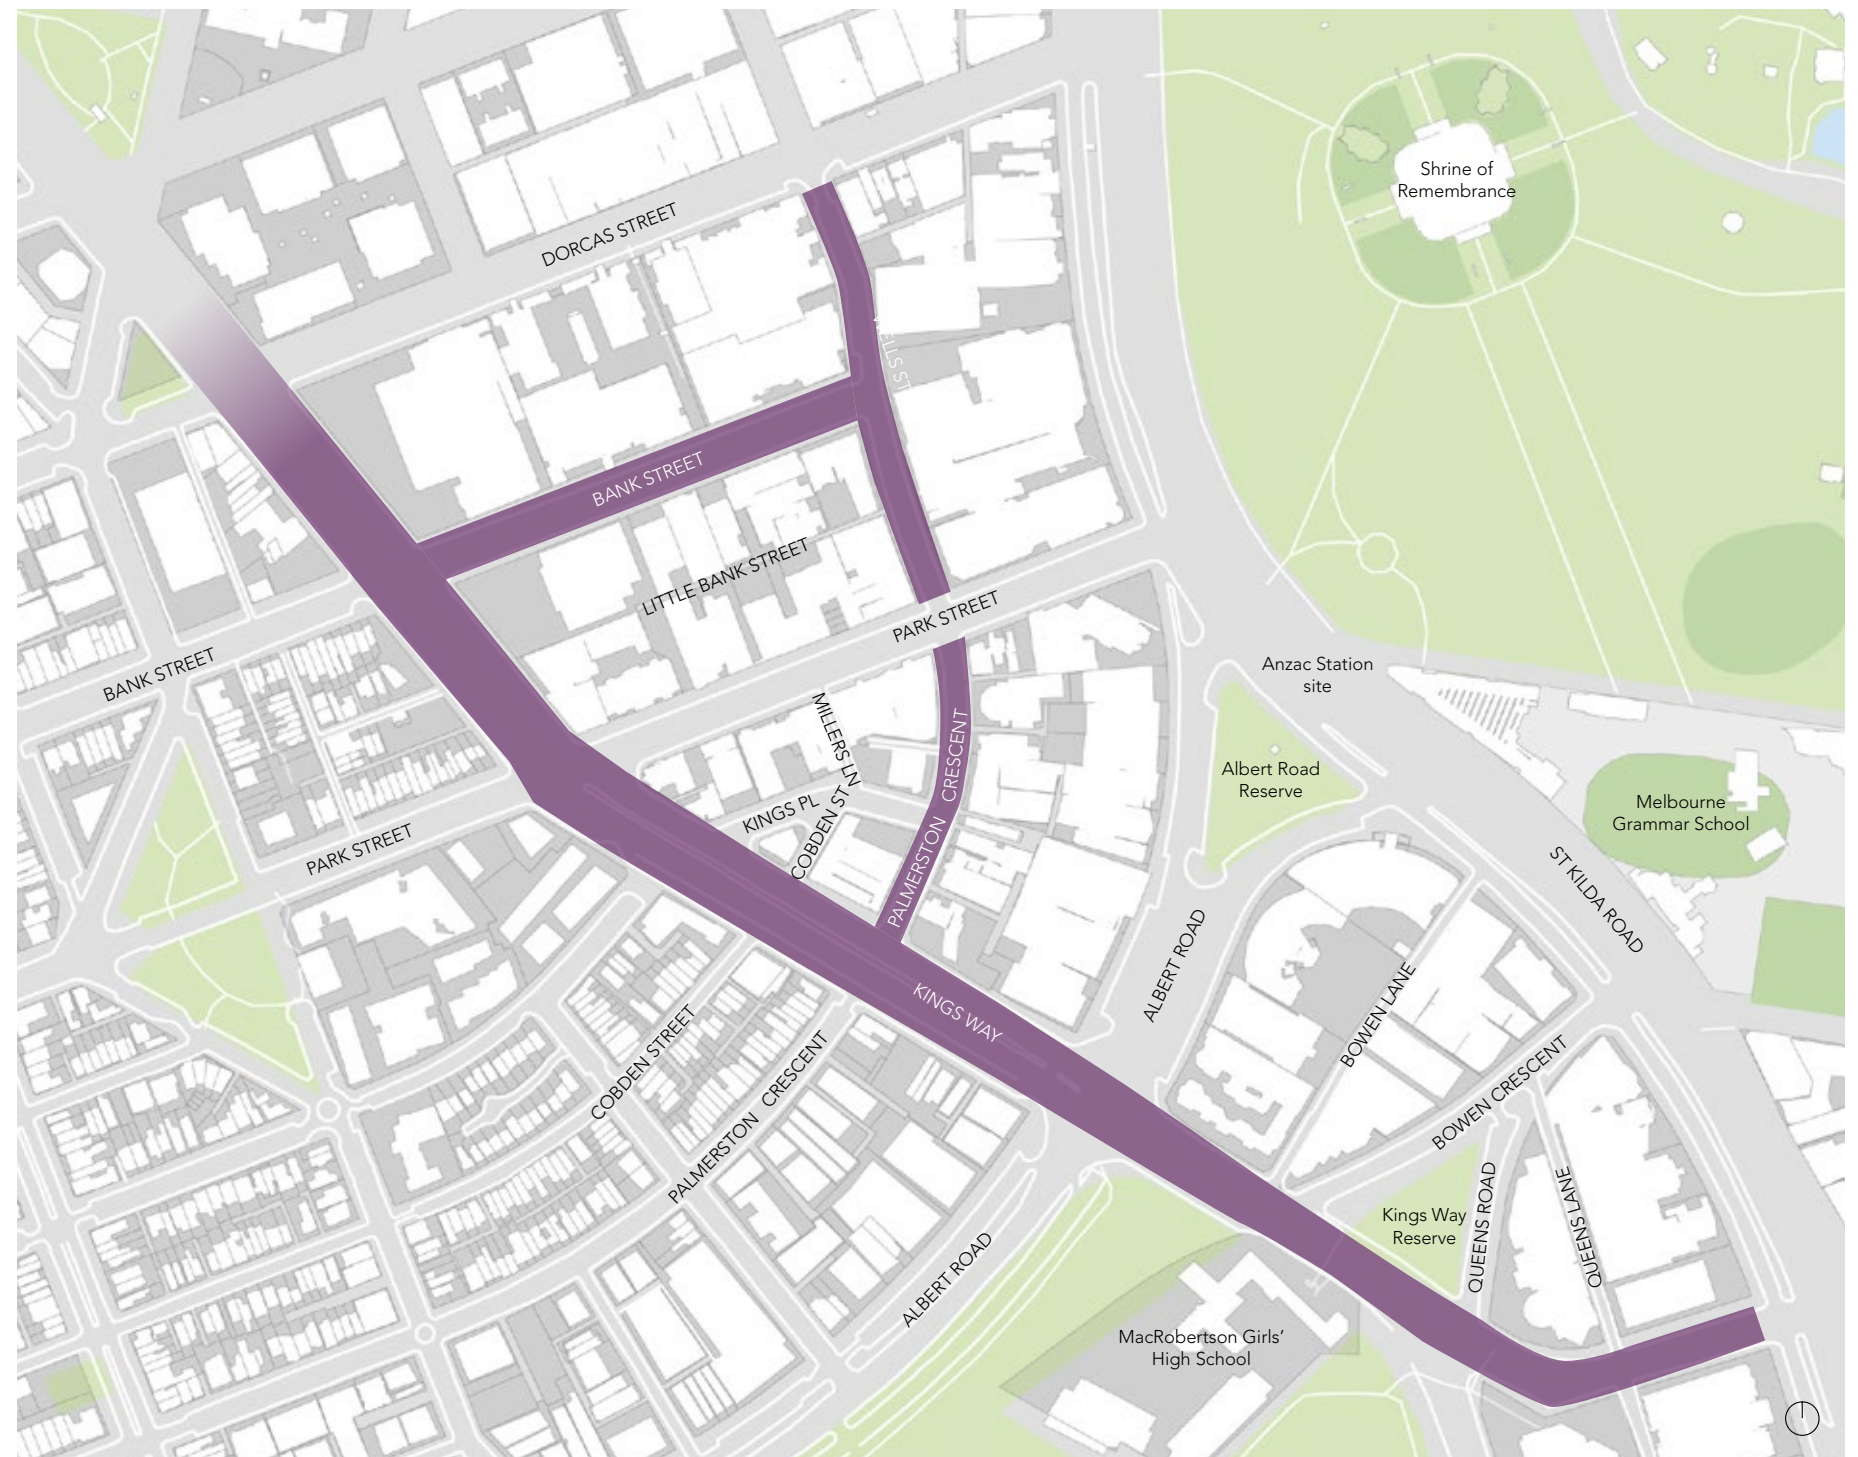 Shrine of
Remembrance
DORCAS STREET
WELLS ST
BANK STREET
LITTLE BANK STREET
PARK STREET
BANK STREET
Anzac Station
site
MILLERS LN
PALMERSTON CRESCENT
Albert Road
Reserve
KINGS PL
COBDEN ST
Melbourne
Grammar School
PARK STREET
ST KILDA ROAD
ALBERT ROAD
BOWEN LANE
KINGS WAY
COBDEN STREET
PALMERSTON CRESCENT
BOWEN CRESCENT
QUEENS ROAD
QUEENS LANE
Kings Way
Reserve
ALBERT ROAD
MacRobertson Girls’
High School